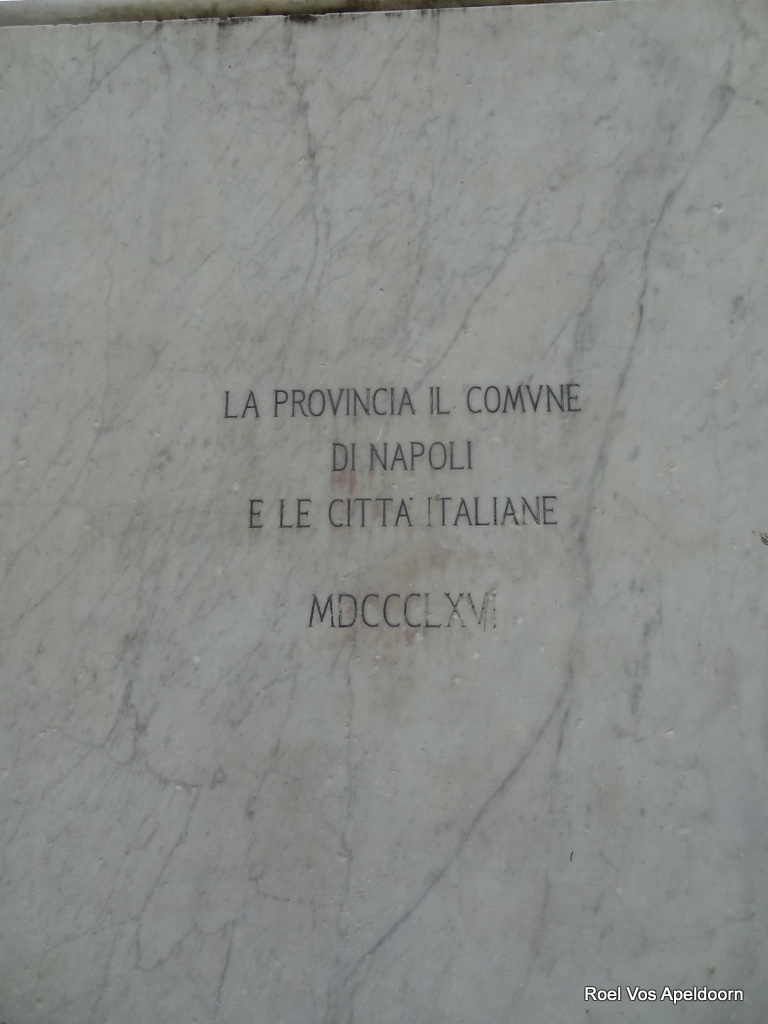 LA PROVINCIA IL COMVNE
DI NAPOLI
E LE CITTA ITALIANE
MDCCCLXVI
Roel Vos Apeldoorn